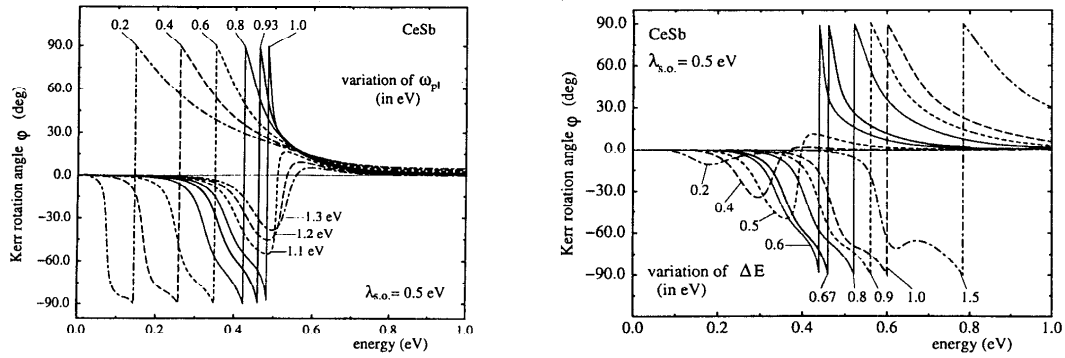 0.2 0.4 0.6 0.8 0.93 1.0
CeSb
variation of ω_pl
(in eV)
90.0
60.0
30.0
0.0
−30.0
−60.0
−90.0
Kerr rotation angle φ (deg)
1.3 eV
1.2 eV
1.1 eV
λ_s.o. = 0.5 eV
0.0 0.2 0.4 0.6 0.8 1.0
energy (eV)
CeSb
λ_s.o. = 0.5 eV
90.0
60.0
30.0
0.0
−30.0
−60.0
−90.0
Kerr rotation angle φ (deg)
0.2
0.4
0.5
0.6
variation of ΔE
(in eV)
0.67 0.8 0.9 1.0 1.5
0.0 0.2 0.4 0.6 0.8 1.0
energy (eV)